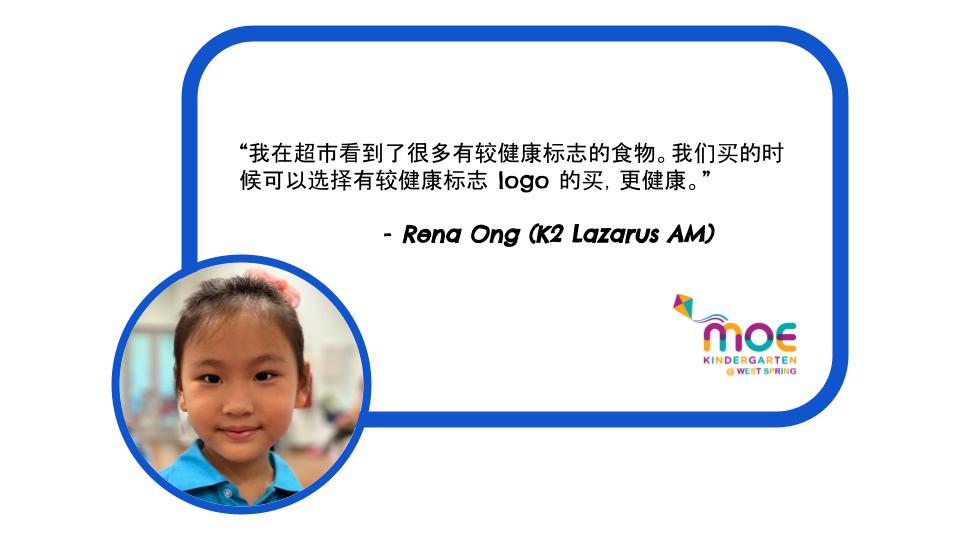 “我在超市看到了很多有较健康标志的食物。我们买的时
候可以选择有较健康标志 logo 的买, 更健康。”
- Rena Ong (K2 Lazarus AM)
moe
KINDERGARTEN
@ WEST SPRING